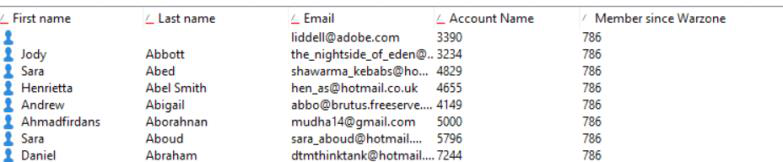 First name Last name Email Account Name Member since Warzone
liddell@adobe.com 3390 786
Jody Abbott the_nightside_of_eden@... 3234 786
Sara Abed shawarma_kebabs@ho... 4829 786
Henrietta Abel Smith hen_as@hotmail.co.uk 4655 786
Andrew Abigail abbo@brutus.freeserve.... 4149 786
Ahmadfirdans Aborahnan mudha14@gmail.com 5000 786
Sara Aboud sara_aboud@hotmail.... 5796 786
Daniel Abraham dtmthinktank@hotmail.... 7244 786